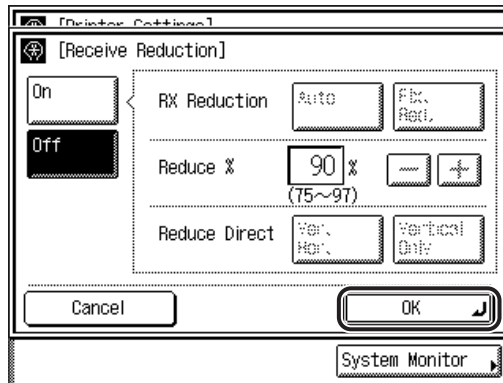 [Printer Settings]
[Receive Reduction]
On
Off
RX Reduction
Auto
Fix.
Red.
Reduce %
90 %
(75~97)
Reduce Direct
Ver.
Hor.
Vertical
Only
Cancel
OK
System Monitor